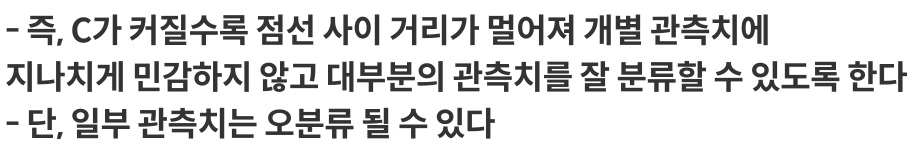 - 즉, C가 커질수록 점선 사이 거리가 멀어져 개별 관측치에
지나치게 민감하지 않고 대부분의 관측치를 잘 분류할 수 있도록 한다
- 단, 일부 관측치는 오분류 될 수 있다